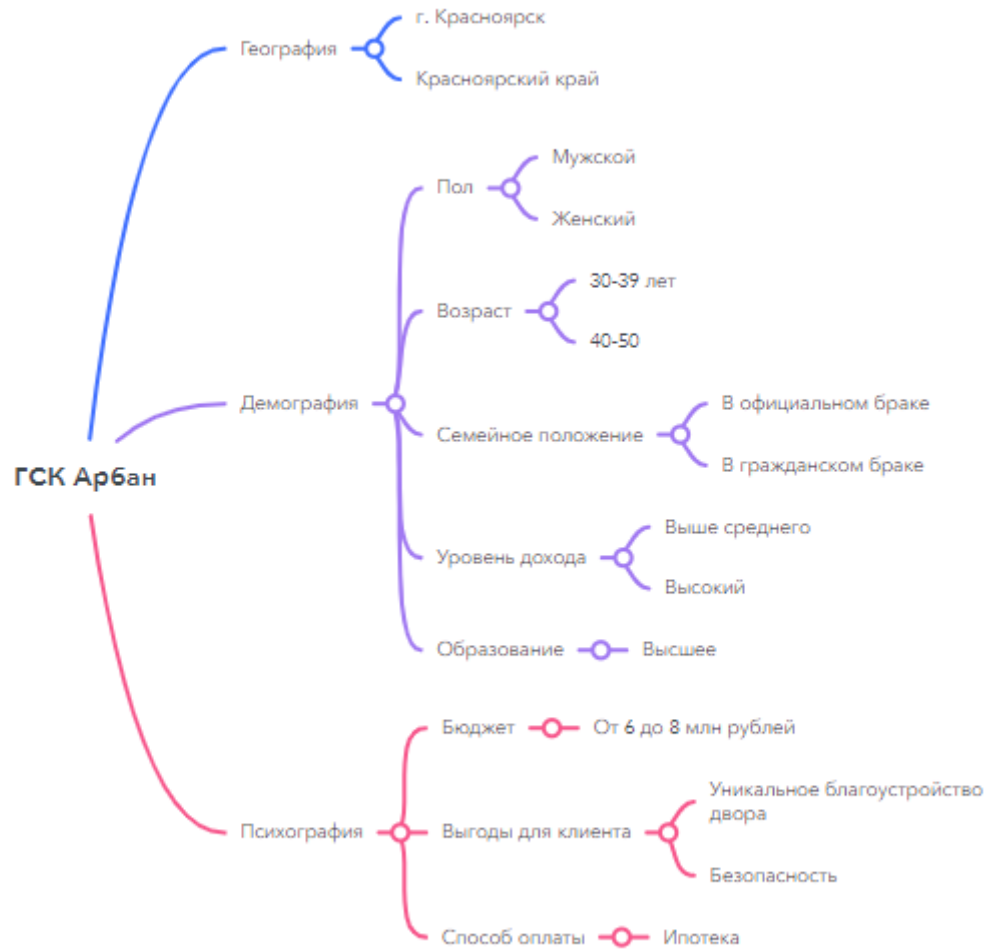 г. Красноярск
География
Красноярский край
Мужской
Пол
Женский
30-39 лет
Возраст
40-50
Демография
В официальном браке
Семейное положение
В гражданском браке
ГСК Арбан
Выше среднего
Уровень дохода
Высокий
Образование
Высшее
Бюджет
От 6 до 8 млн рублей
Уникальное благоустройство
двора
Психография
Выгоды для клиента
Безопасность
Способ оплаты
Ипотека